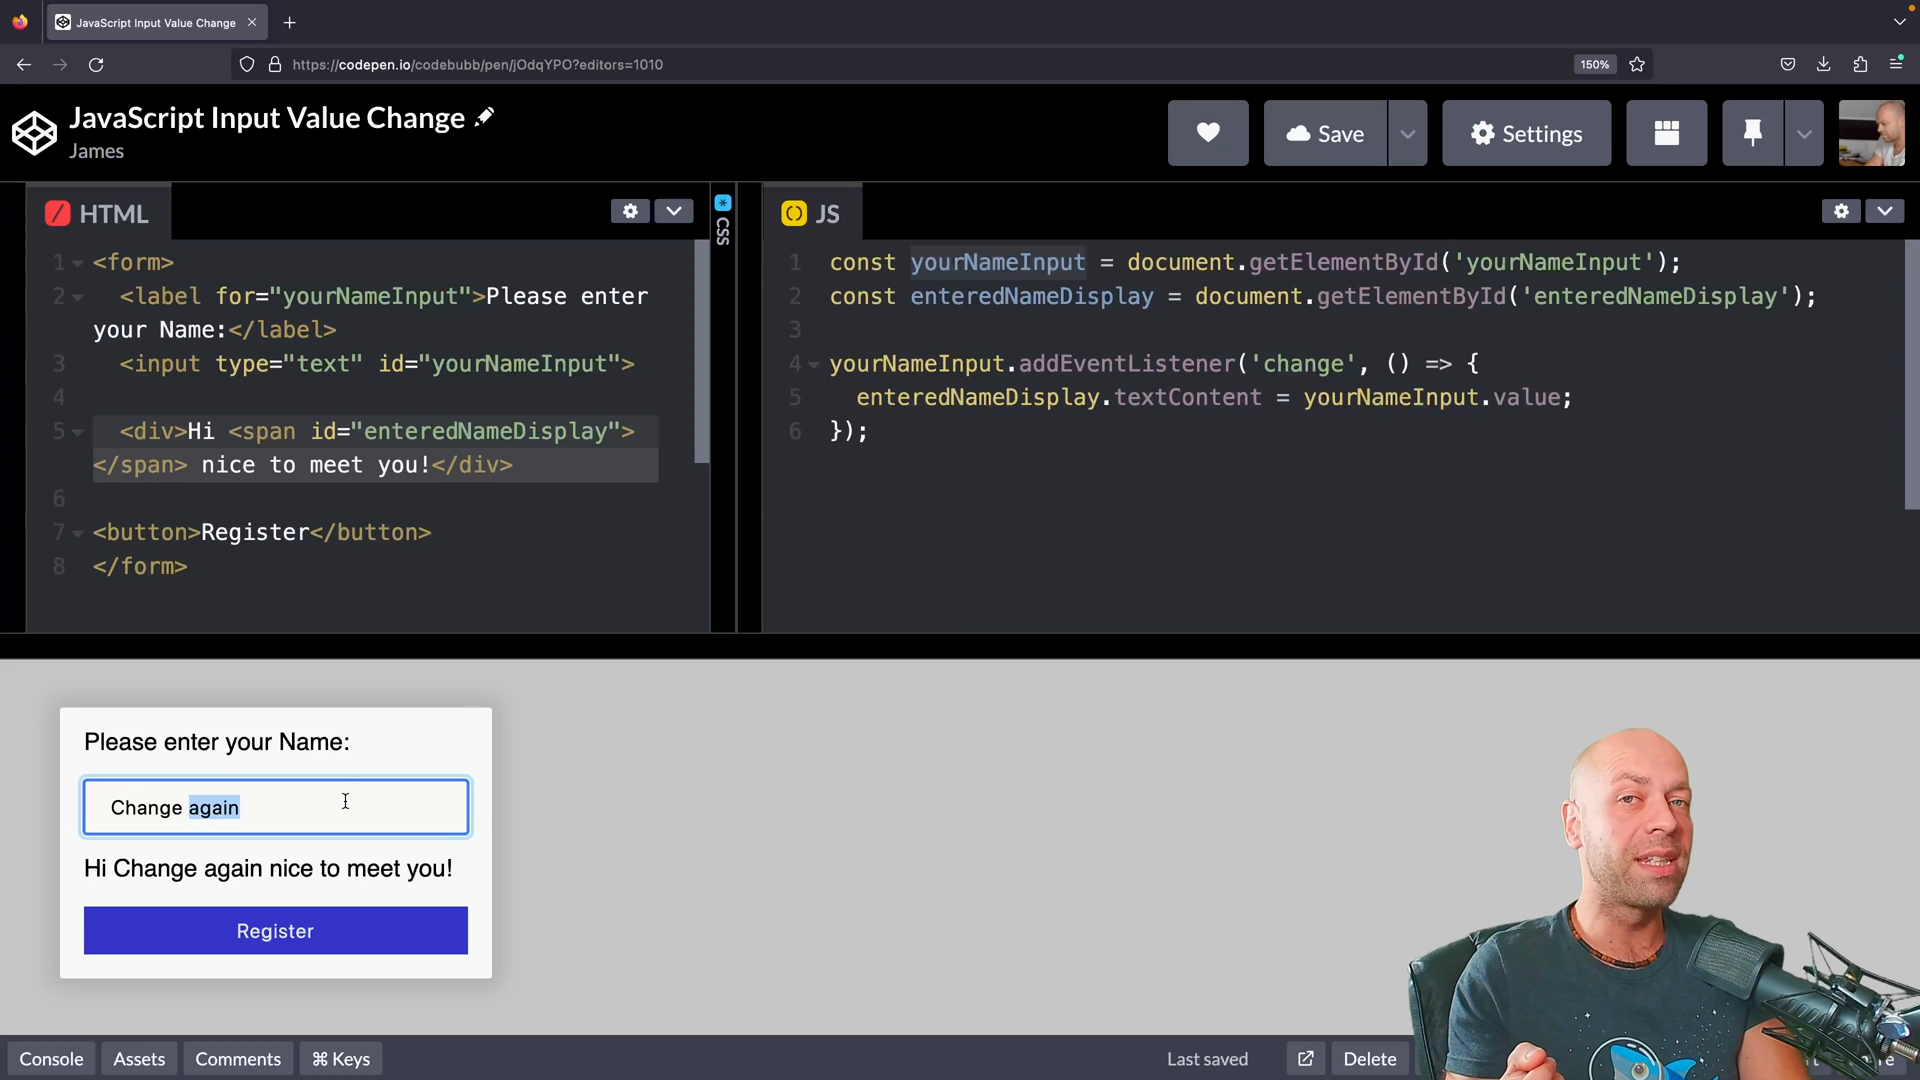 JavaScript Input Value Change
https://codepen.io/codebubb/pen/jOdqYPO?editors=1010
150%
JavaScript Input Value Change
James
Save
Settings
HTML
1 <form>
2 <label for="yourNameInput">Please enter
your Name:</label>
3 <input type="text" id="yourNameInput">
4
5 <div>Hi <span id="enteredNameDisplay">
</span> nice to meet you!</div>
6
7 <button>Register</button>
8 </form>
* CSS
JS
1 const yourNameInput = document.getElementById('yourNameInput');
2 const enteredNameDisplay = document.getElementById('enteredNameDisplay');
3
4 yourNameInput.addEventListener('change', () => {
5 enteredNameDisplay.textContent = yourNameInput.value;
6 });
Please enter your Name:
Change again
Hi Change again nice to meet you!
Register
Console
Assets
Comments
⌘ Keys
Last saved
Delete